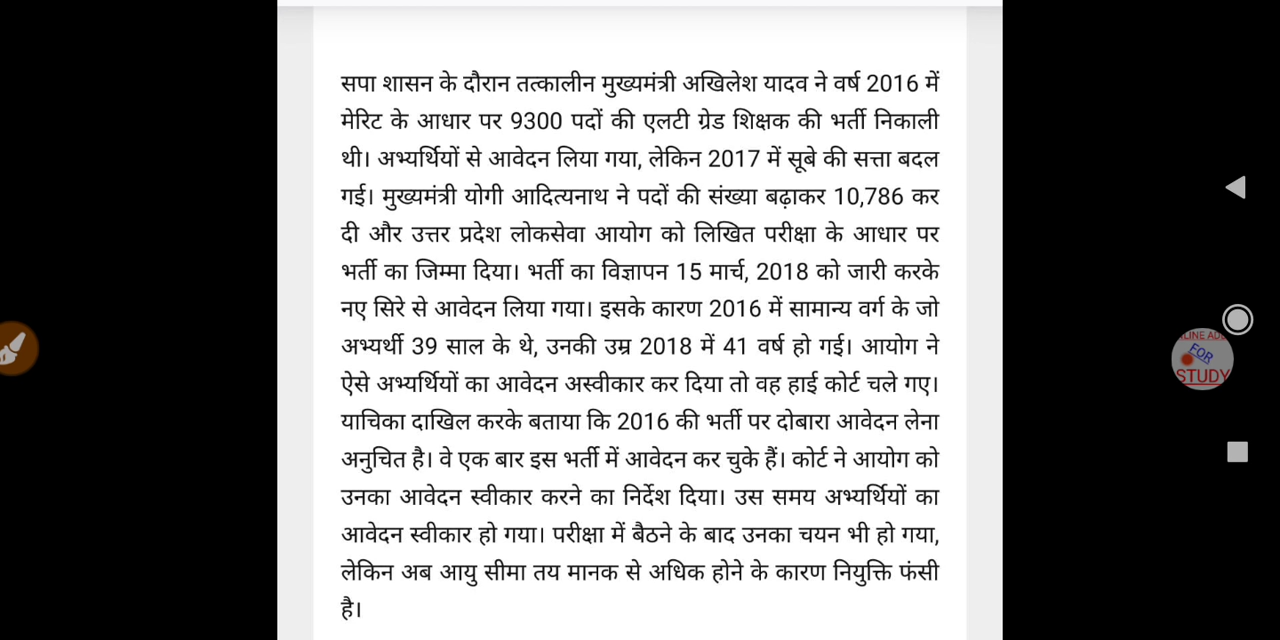 सपा शासन के दौरान तत्कालीन मुख्यमंत्री अखिलेश यादव ने वर्ष 2016 में
मेरिट के आधार पर 9300 पदों की एलटी ग्रेड शिक्षक की भर्ती निकाली
थी। अभ्यर्थियों से आवेदन लिया गया, लेकिन 2017 में सूबे की सत्ता बदल
गई। मुख्यमंत्री योगी आदित्यनाथ ने पदों की संख्या बढ़ाकर 10,786 कर
दी और उत्तर प्रदेश लोकसेवा आयोग को लिखित परीक्षा के आधार पर
भर्ती का जिम्मा दिया। भर्ती का विज्ञापन 15 मार्च, 2018 को जारी करके
नए सिरे से आवेदन लिया गया। इसके कारण 2016 में सामान्य वर्ग के जो
अभ्यर्थी 39 साल के थे, उनकी उम्र 2018 में 41 वर्ष हो गई। आयोग ने
ऐसे अभ्यर्थियों का आवेदन अस्वीकार कर दिया तो वह हाई कोर्ट चले गए।
याचिका दाखिल करके बताया कि 2016 की भर्ती पर दोबारा आवेदन लेना
अनुचित है। वे एक बार इस भर्ती में आवेदन कर चुके हैं। कोर्ट ने आयोग को
उनका आवेदन स्वीकार करने का निर्देश दिया। उस समय अभ्यर्थियों का
आवेदन स्वीकार हो गया। परीक्षा में बैठने के बाद उनका चयन भी हो गया,
लेकिन अब आयु सीमा तय मानक से अधिक होने के कारण नियुक्ति फंसी
है।
FOR
STUDY